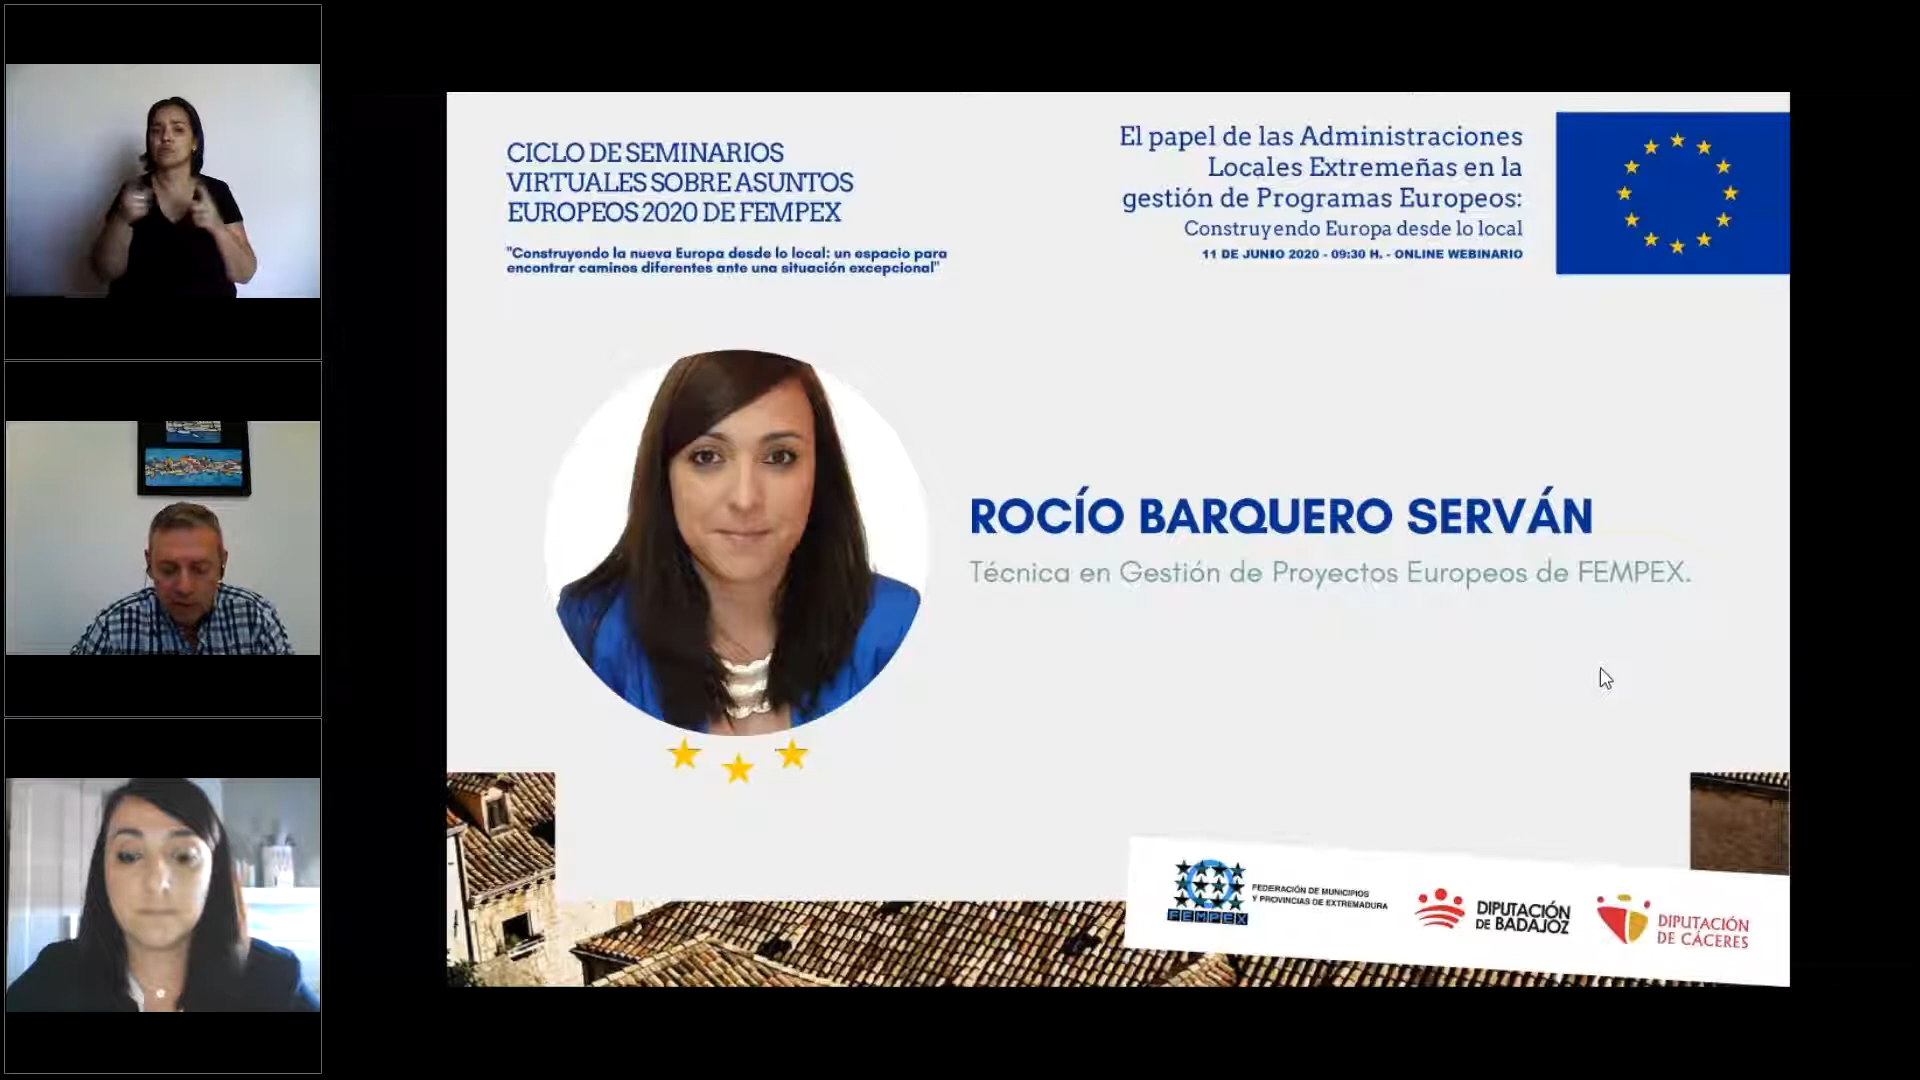 CICLO DE SEMINARIOS
VIRTUALES SOBRE ASUNTOS
EUROPEOS 2020 DE FEMPEX
"Construyendo la nueva Europa desde lo local: un espacio para
encontrar caminos diferentes ante una situación excepcional"
El papel de las Administraciones
Locales Extremeñas en la
gestión de Programas Europeos:
Construyendo Europa desde lo local
11 DE JUNIO 2020 - 09:30 H. - ONLINE WEBINARIO
ROCÍO BARQUERO SERVÁN
Técnica en Gestión de Proyectos Europeos de FEMPEX.
FEMPEX
FEDERACIÓN DE MUNICIPIOS
Y PROVINCIAS DE EXTREMADURA
DIPUTACIÓN
DE BADAJOZ
DIPUTACIÓN
DE CÁCERES